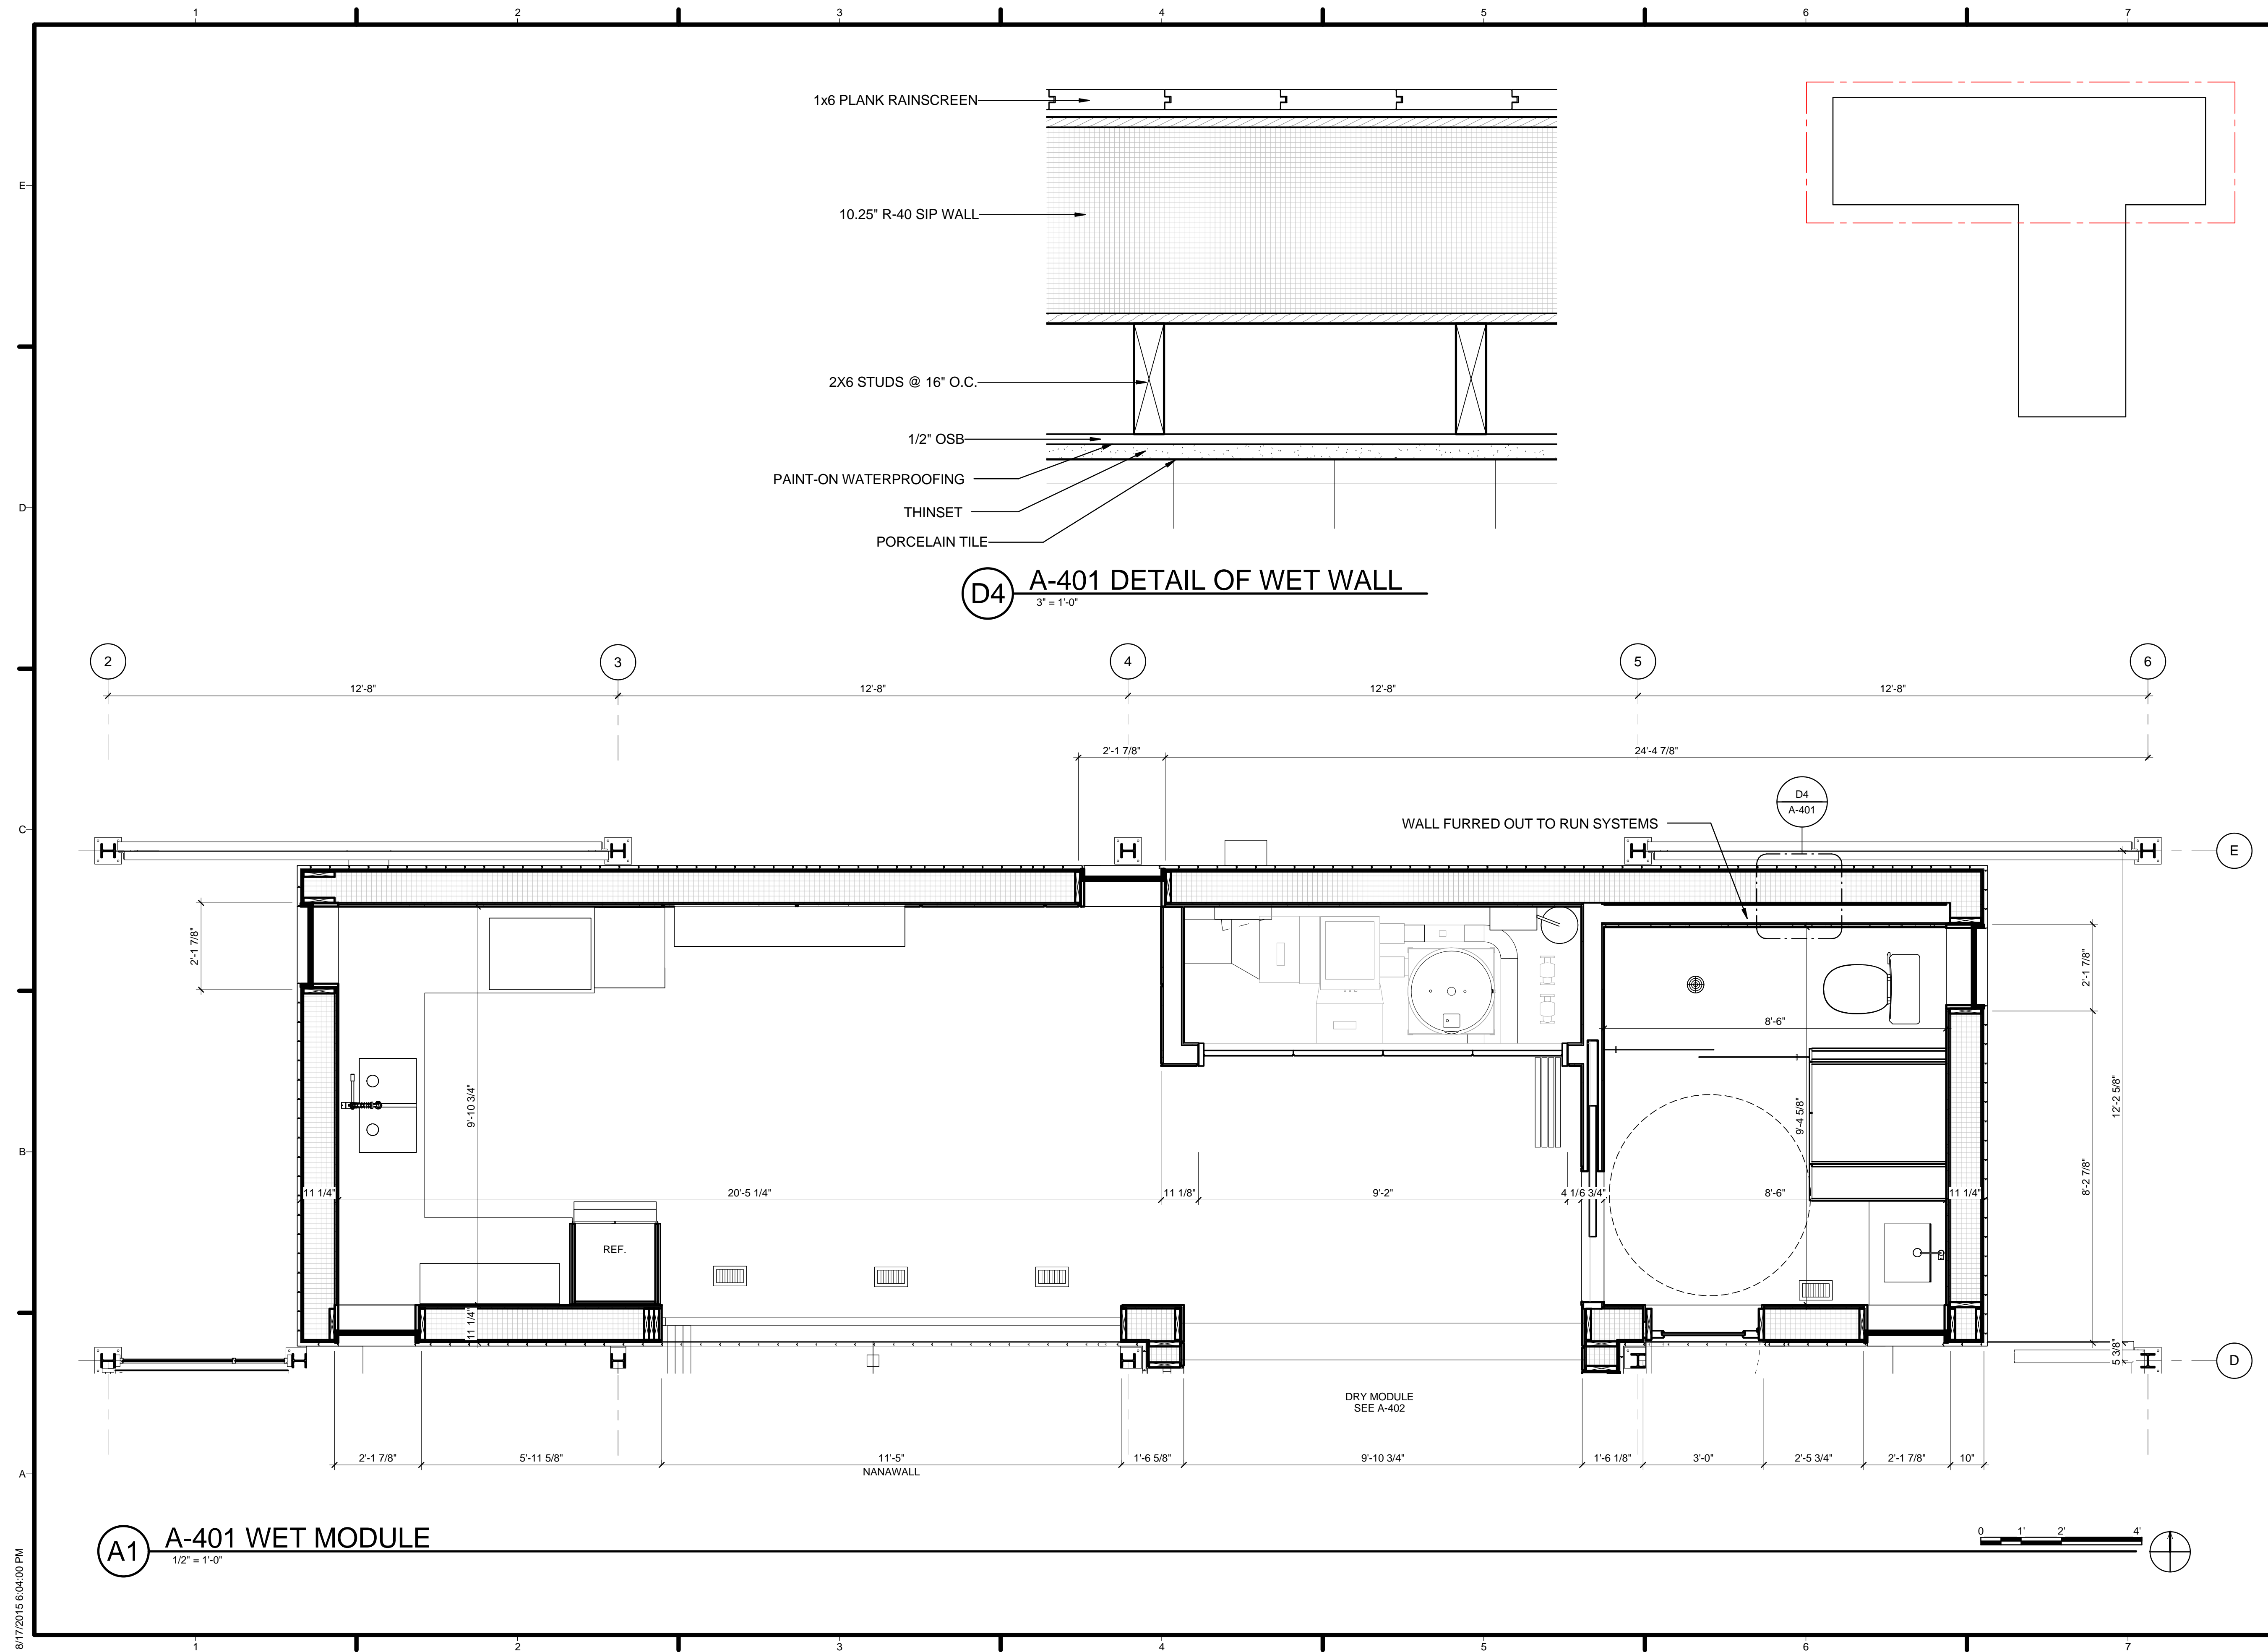 1 2 3 4 5 6 7
E
D
C
B
A
1x6 PLANK RAINSCREEN
10.25" R-40 SIP WALL
2X6 STUDS @ 16" O.C.
1/2" OSB
PAINT-ON WATERPROOFING
THINSET
PORCELAIN TILE
D4 A-401 DETAIL OF WET WALL
3" = 1'-0"
2 3 4 5 6
12'-8" 12'-8" 12'-8" 12'-8"
2'-1 7/8" 24'-4 7/8"
D4
A-401
WALL FURRED OUT TO RUN SYSTEMS
E
2'-1 7/8"
2'-1 7/8"
8'-6"
9'-10 3/4"
9'-4 5/8"
12'-2 5/8"
8'-2 7/8"
11 1/4" 20'-5 1/4" 11 1/8" 9'-2" 8'-6" 11 1/4"
REF.
11 1/4"
5 3/8"
D
DRY MODULE
SEE A-402
2'-1 7/8" 5'-11 5/8" 11'-5" 1'-6 5/8" 9'-10 3/4" 1'-6 1/8" 3'-0" 2'-5 3/4" 2'-1 7/8" 10"
NANAWALL
A1 A-401 WET MODULE
1/2" = 1'-0"
0 1' 2' 4'
8/17/2015 6:04:00 PM
1 2 3 4 5 6 7